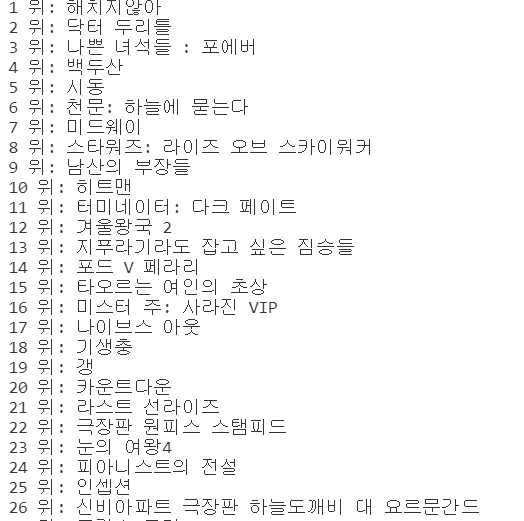 1 위: 해치지않아
2 위: 닥터 두리틀
3 위: 나쁜 녀석들 : 포에버
4 위: 백두산
5 위: 시동
6 위: 천문: 하늘에 묻는다
7 위: 미드웨이
8 위: 스타워즈: 라이즈 오브 스카이워커
9 위: 남산의 부장들
10 위: 히트맨
11 위: 터미네이터: 다크 페이트
12 위: 겨울왕국 2
13 위: 지푸라기라도 잡고 싶은 짐승들
14 위: 포드 V 페라리
15 위: 타오르는 여인의 초상
16 위: 미스터 주: 사라진 VIP
17 위: 나이브스 아웃
18 위: 기생충
19 위: 갱
20 위: 카운트다운
21 위: 라스트 선라이즈
22 위: 극장판 원피스 스탬피드
23 위: 눈의 여왕4
24 위: 피아니스트의 전설
25 위: 인셉션
26 위: 신비아파트 극장판 하늘도깨비 대 요르문간드